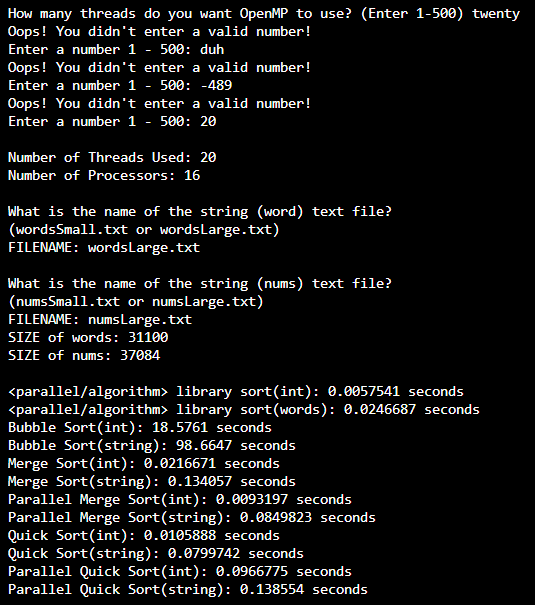 How many threads do you want OpenMP to use? (Enter 1-500) twenty
Oops! You didn't enter a valid number!
Enter a number 1 - 500: duh
Oops! You didn't enter a valid number!
Enter a number 1 - 500: -489
Oops! You didn't enter a valid number!
Enter a number 1 - 500: 20
Number of Threads Used: 20
Number of Processors: 16
What is the name of the string (word) text file?
(wordsSmall.txt or wordsLarge.txt)
FILENAME: wordsLarge.txt
What is the name of the string (nums) text file?
(numsSmall.txt or numsLarge.txt)
FILENAME: numsLarge.txt
SIZE of words: 31100
SIZE of nums: 37084
<parallel/algorithm> library sort(int): 0.0057541 seconds
<parallel/algorithm> library sort(words): 0.0246687 seconds
Bubble Sort(int): 18.5761 seconds
Bubble Sort(string): 98.6647 seconds
Merge Sort(int): 0.0216671 seconds
Merge Sort(string): 0.134057 seconds
Parallel Merge Sort(int): 0.0093197 seconds
Parallel Merge Sort(string): 0.0849823 seconds
Quick Sort(int): 0.0105888 seconds
Quick Sort(string): 0.0799742 seconds
Parallel Quick Sort(int): 0.0966775 seconds
Parallel Quick Sort(string): 0.138554 seconds